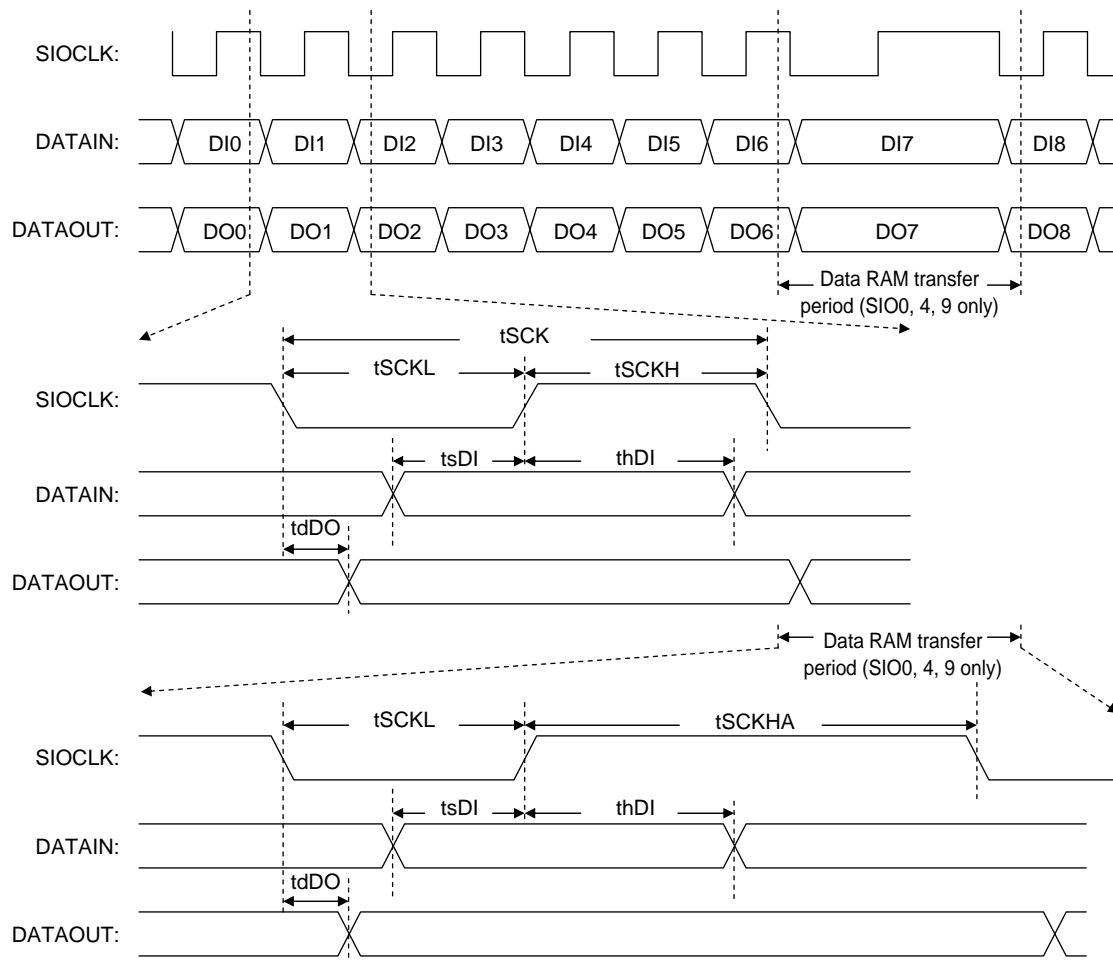 SIOCLK:
DATAIN: DI0 DI1 DI2 DI3 DI4 DI5 DI6 DI7 DI8
DATAOUT: DO0 DO1 DO2 DO3 DO4 DO5 DO6 DO7 DO8
Data RAM transfer
period (SIO0, 4, 9 only)
tSCK
tSCKL tSCKH
SIOCLK:
tsDI thDI
DATAIN:
tdDO
DATAOUT:
Data RAM transfer
period (SIO0, 4, 9 only)
tSCKL tSCKHA
SIOCLK:
tsDI thDI
DATAIN:
tdDO
DATAOUT: